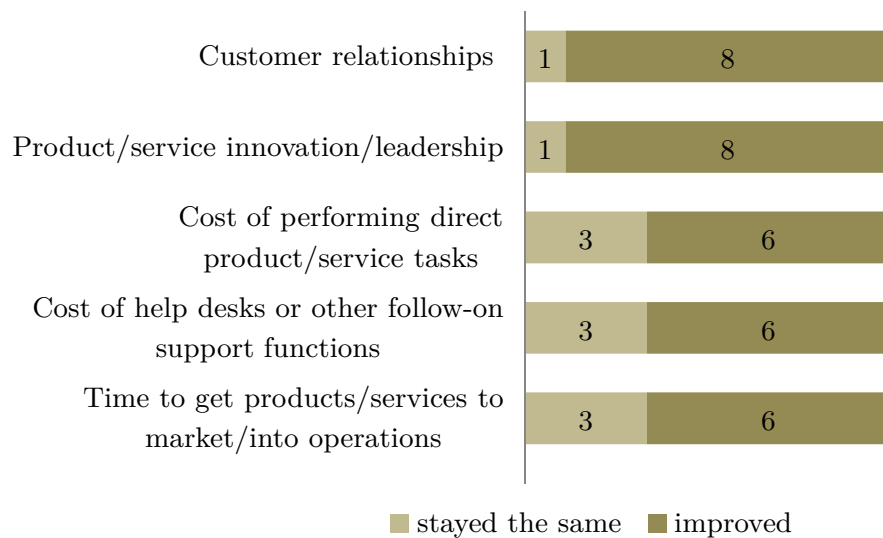 Customer relationships
1 8
Product/service innovation/leadership
1 8
Cost of performing direct
product/service tasks
3 6
Cost of help desks or other follow-on
support functions
3 6
Time to get products/services to
market/into operations
3 6
stayed the same improved